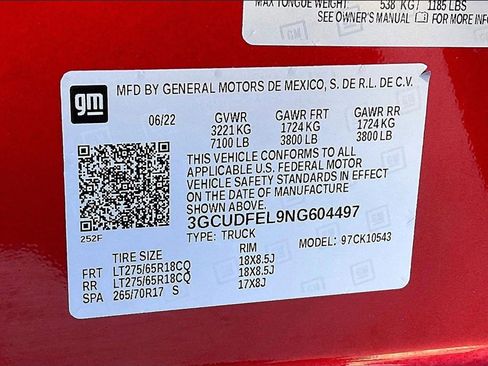 MAX TONGUE WEIGHT: 538 KG 1185 LBS
SEE OWNER'S MANUAL FOR MORE INFO
gm
MFD BY GENERAL MOTORS DE MEXICO, S. DE R.L. DE C.V.
06/22 GVWR GAWR FRT GAWR RR
3221 KG 1724 KG 1724 KG
7100 LB 3800 LB 3800 LB
THIS VEHICLE CONFORMS TO ALL
APPLICABLE U.S. FEDERAL MOTOR
VEHICLE SAFETY STANDARDS IN EFFECT
ON THE DATE OF MANUFACTURE SHOWN ABOVE.
3GCUDFEL9NG604497
252F TYPE: TRUCK MODEL: 97CK10543
TIRE SIZE RIM
FRT LT275/65R18CQ 18X8.5J
RR LT275/65R18CQ 18X8.5J
SPA 265/70R17 S 17X8J